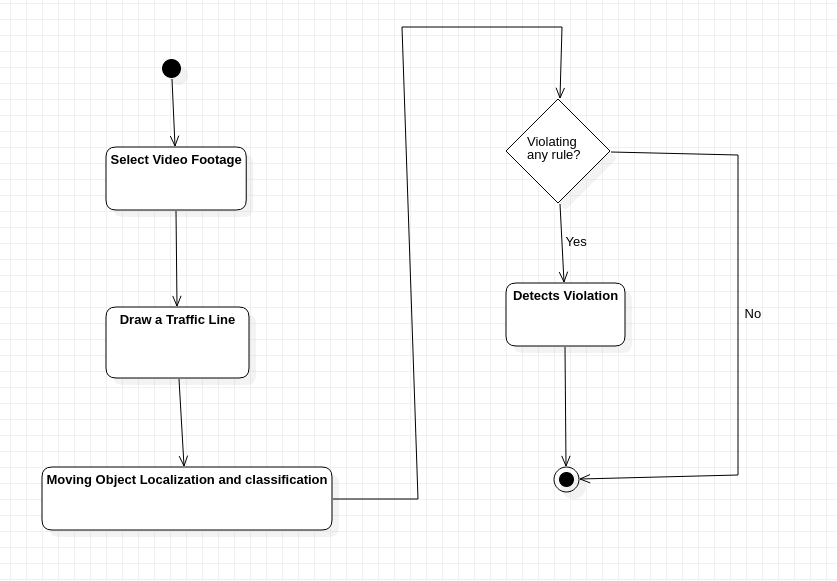 Select Video Footage
Draw a Traffic Line
Moving Object Localization and classification
Violating
any rule?
Yes
Detects Violation
No